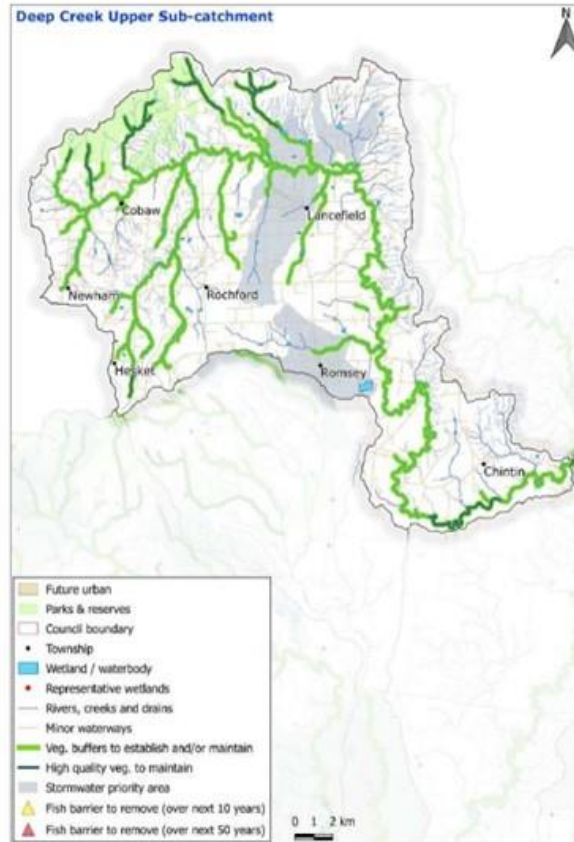 Deep Creek Upper Sub-catchment
N
Cobaw
Lancefield
Newham
Rochford
Hesket
Romsey
Chintin
Future urban
Parks & reserves
Council boundary
Township
Wetland / waterbody
Representative wetlands
Rivers, creeks and drains
Minor waterways
Veg. buffers to establish and/or maintain
High quality veg. to maintain
Stormwater priority area
Fish barrier to remove (over next 10 years)
Fish barrier to remove (over next 50 years)
0 1 2 km